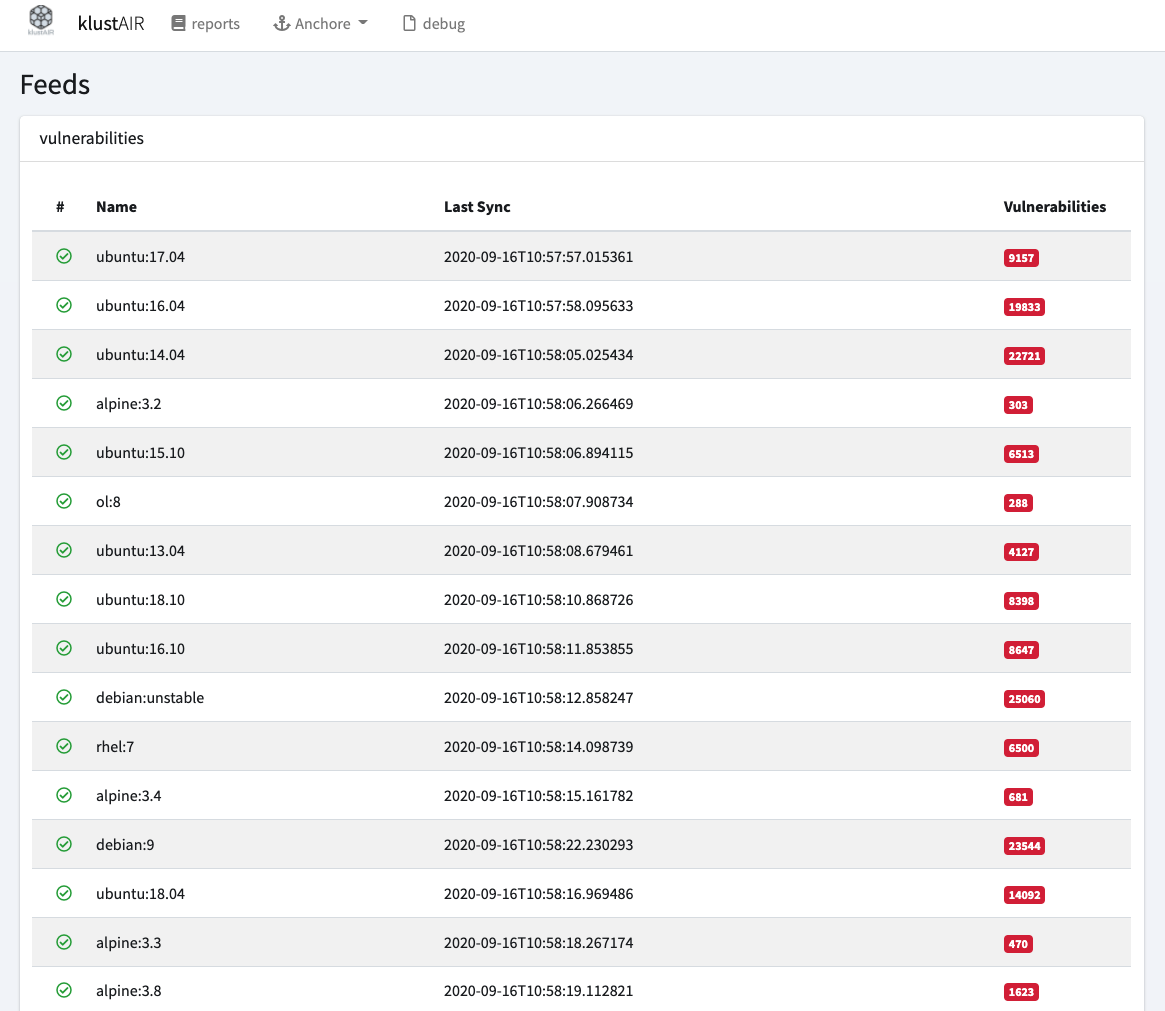 klustAIR klustAIR reports Anchore debug
Feeds
vulnerabilities
# Name Last Sync Vulnerabilities
ubuntu:17.04 2020-09-16T10:57:57.015361 9157
ubuntu:16.04 2020-09-16T10:57:58.095633 19833
ubuntu:14.04 2020-09-16T10:58:05.025434 22721
alpine:3.2 2020-09-16T10:58:06.266469 303
ubuntu:15.10 2020-09-16T10:58:06.894115 6513
ol:8 2020-09-16T10:58:07.908734 288
ubuntu:13.04 2020-09-16T10:58:08.679461 4127
ubuntu:18.10 2020-09-16T10:58:10.868726 8398
ubuntu:16.10 2020-09-16T10:58:11.853855 8647
debian:unstable 2020-09-16T10:58:12.858247 25060
rhel:7 2020-09-16T10:58:14.098739 6500
alpine:3.4 2020-09-16T10:58:15.161782 681
debian:9 2020-09-16T10:58:22.230293 23544
ubuntu:18.04 2020-09-16T10:58:16.969486 14092
alpine:3.3 2020-09-16T10:58:18.267174 470
alpine:3.8 2020-09-16T10:58:19.112821 1623